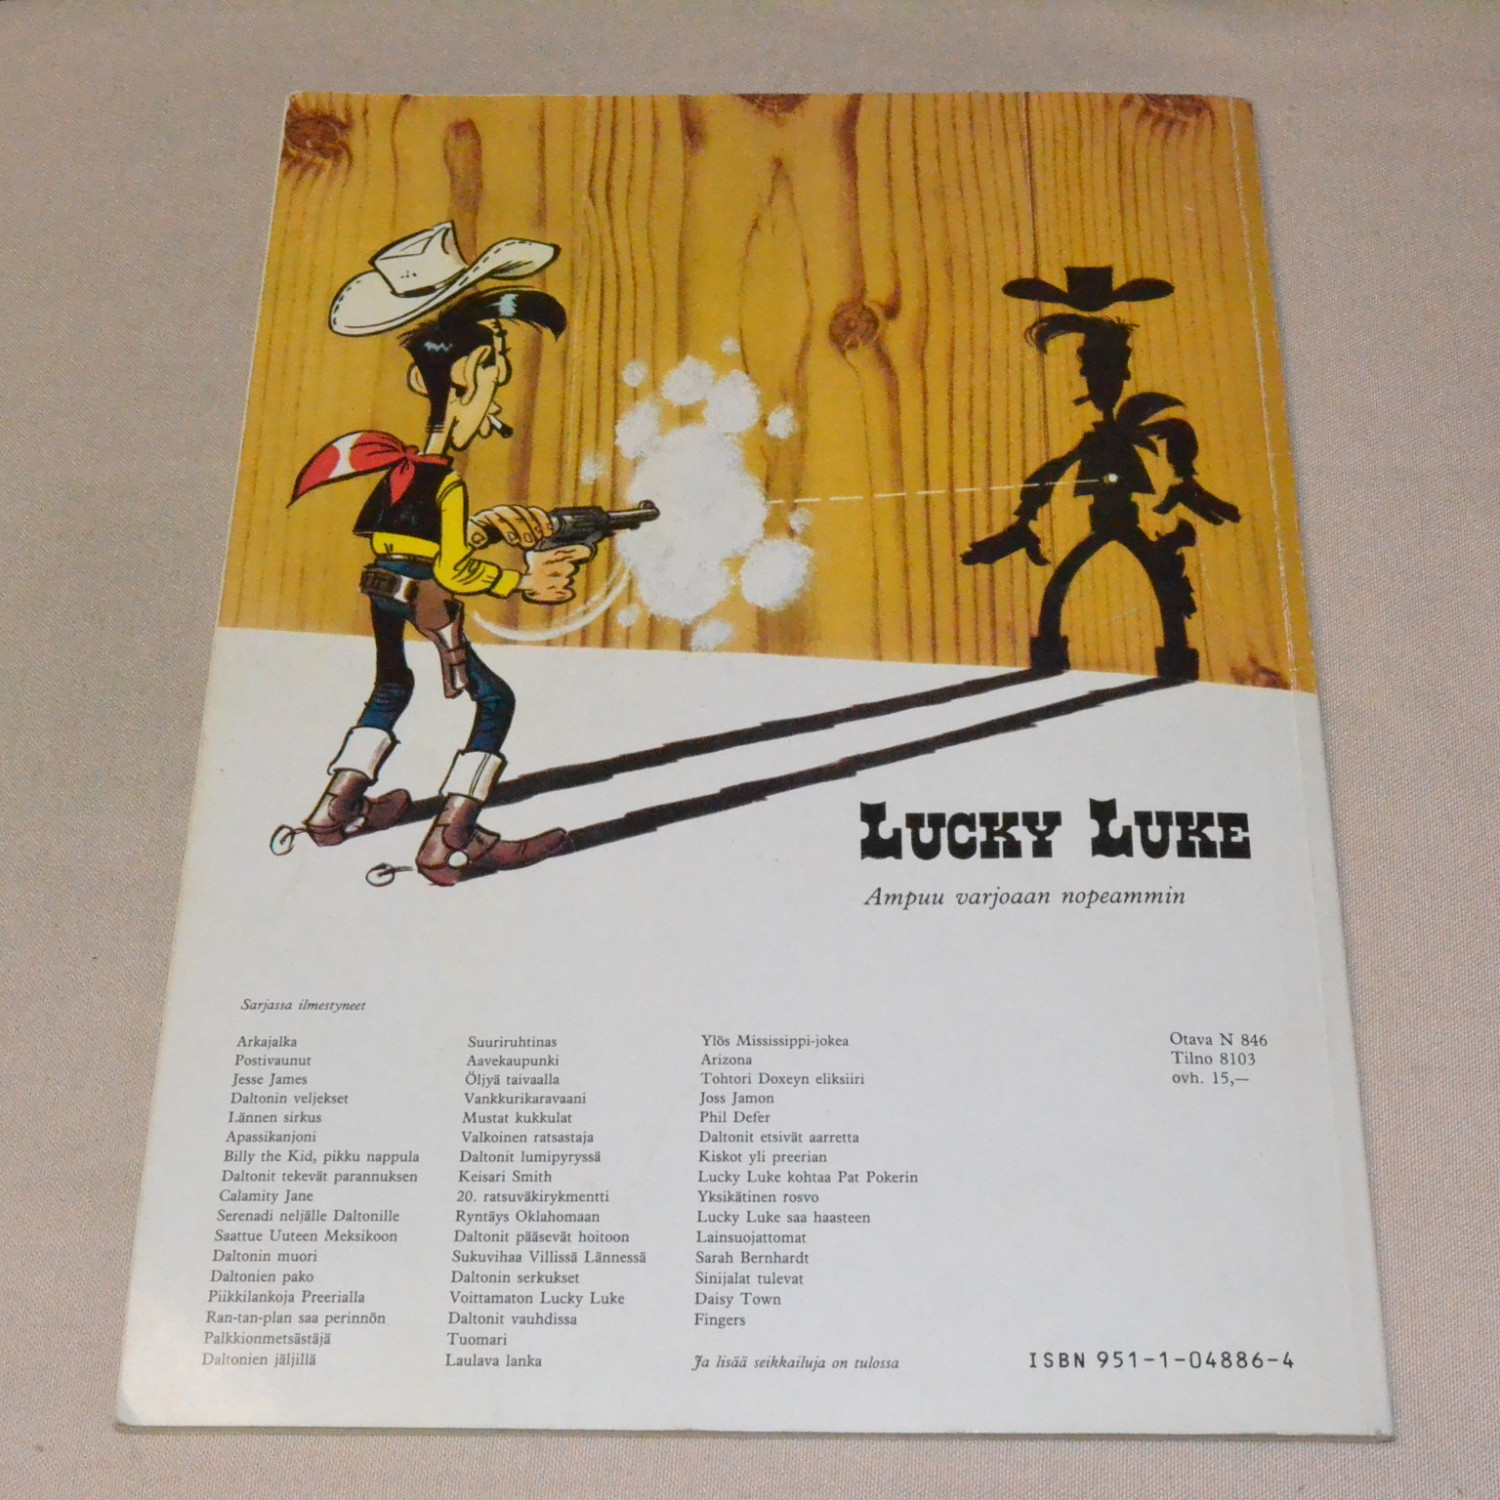 LUCKY LUKE
Ampuu varjoaan nopeammin
Sarjassa ilmestyneet
Arkajalka
Postivaunut
Jesse James
Daltonin veljekset
Lännen sirkus
Apassikanjoni
Billy the Kid, pikku nappula
Daltonit tekevät parannuksen
Calamity Jane
Serenadi neljälle Daltonille
Saattue Uuteen Meksikoon
Daltonin muori
Daltonien pako
Piikkilankoja Preerialla
Ran-tan-plan saa perinnön
Palkkionmetsästäjä
Daltonien jäljillä
Suuriruhtinas
Aavekaupunki
Öljyä taivaalla
Vankkurikaravaani
Mustat kukkulat
Valkoinen ratsastaja
Daltonit lumipyryssä
Keisari Smith
20. ratsuväkirykmentti
Ryntäys Oklahomaan
Daltonit pääsevät hoitoon
Sukuvihaa Villissä Lännessä
Daltonin serkukset
Voittamaton Lucky Luke
Daltonit vauhdissa
Tuomari
Laulava lanka
Ylös Mississippi-jokea
Arizona
Tohtori Doxeyn eliksiiri
Joss Jamon
Phil Defer
Daltonit etsivät aarretta
Kiskot yli preerian
Lucky Luke kohtaa Pat Pokerin
Yksikätinen rosvo
Lucky Luke saa haasteen
Lainsuojattomat
Sarah Bernhardt
Sinijalat tulevat
Daisy Town
Fingers
Ja lisää seikkailuja on tulossa
Otava N 846
Tilno 8103
ovh. 15,—
ISBN 951-1-04886-4